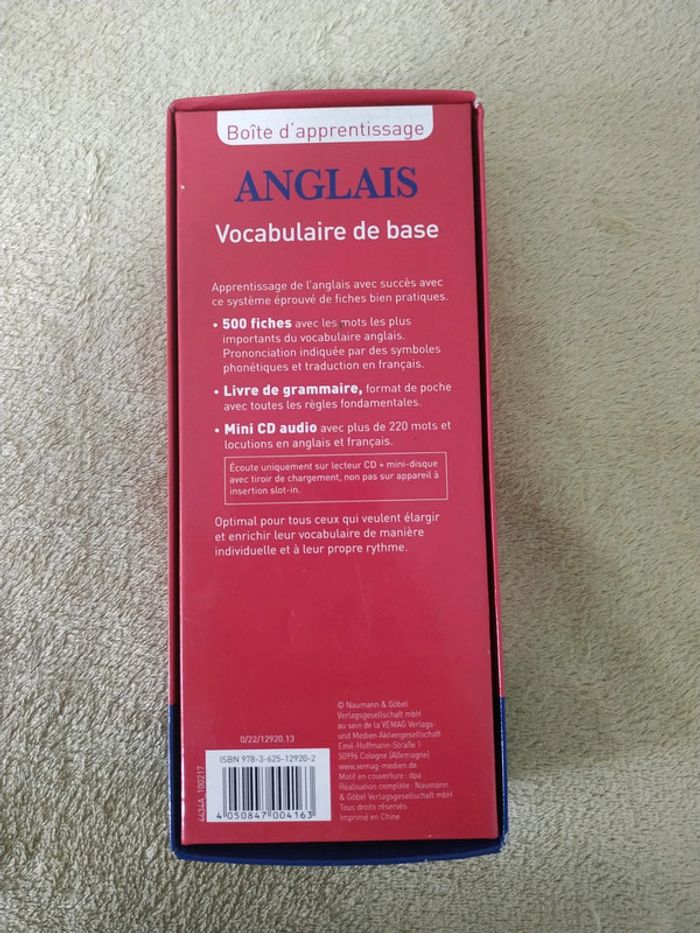 Boîte d'apprentissage
ANGLAIS
Vocabulaire de base
Apprentissage de l'anglais avec succès avec
ce système éprouvé de fiches bien pratiques.
• 500 fiches avec les mots les plus
importants du vocabulaire anglais.
Prononciation indiquée par des symboles
phonétiques et traduction en français.
• Livre de grammaire, format de poche
avec toutes les règles fondamentales.
• Mini CD audio avec plus de 220 mots et
locutions en anglais et français.
Écoute uniquement sur lecteur CD + mini-disque
avec tiroir de chargement, non pas sur appareil à
insertion slot-in.
Optimal pour tous ceux qui veulent élargir
et enrichir leur vocabulaire de manière
individuelle et à leur propre rythme.
© Naumann & Göbel
Verlagsgesellschaft mbH
au sein de la VEMAG Verlags-
und Medien Aktiengesellschaft
Emil-Hoffmann-Straße 1
50996 Cologne (Allemagne)
www.vemag-medien.de
Motif en couverture : dpa
Réalisation complète : Naumann
& Göbel Verlagsgesellschaft mbH
Tous droits réservés
Imprimé en Chine
0/22/12920.13
ISBN 978-3-625-12920-2
4 050847 004163
4434A 100217